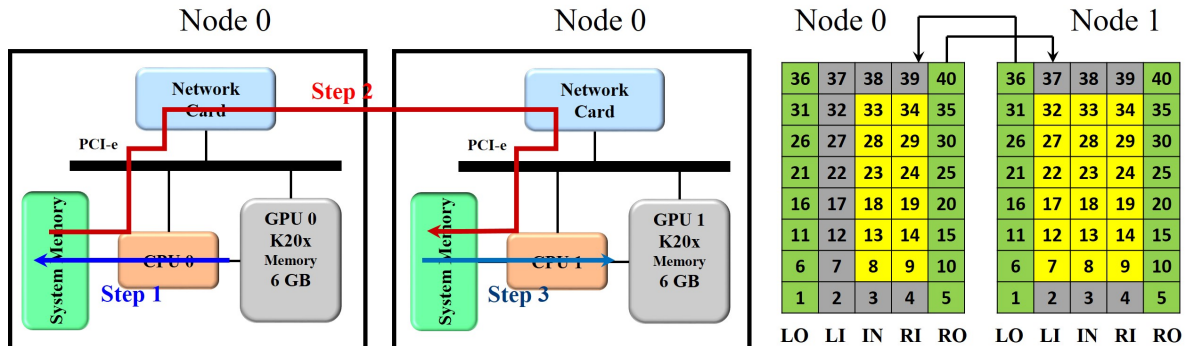 Node 0
Network
Card
Step 2
PCI-e
System Memory
GPU 0
K20x
Memory
6 GB
CPU 0
Step 1
Node 0
Network
Card
PCI-e
System Memory
GPU 1
K20x
Memory
6 GB
CPU 1
Step 3
Node 0
36 37 38 39 40
31 32 33 34 35
26 27 28 29 30
21 22 23 24 25
16 17 18 19 20
11 12 13 14 15
6 7 8 9 10
1 2 3 4 5
LO LI IN RI RO
Node 1
36 37 38 39 40
31 32 33 34 35
26 27 28 29 30
21 22 23 24 25
16 17 18 19 20
11 12 13 14 15
6 7 8 9 10
1 2 3 4 5
LO LI IN RI RO